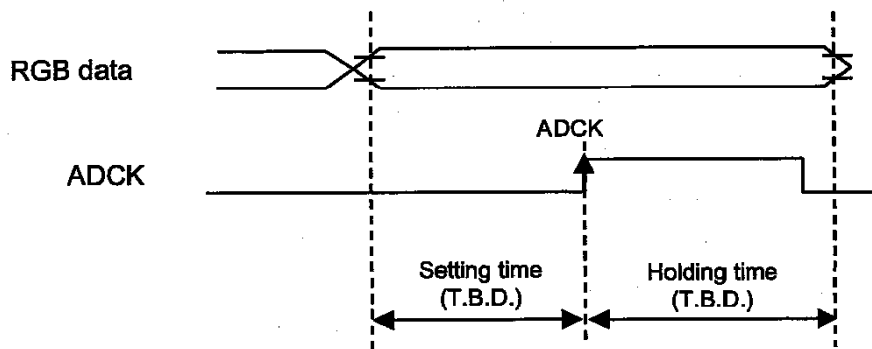 RGB data
ADCK
ADCK
Setting time
(T.B.D.)
Holding time
(T.B.D.)